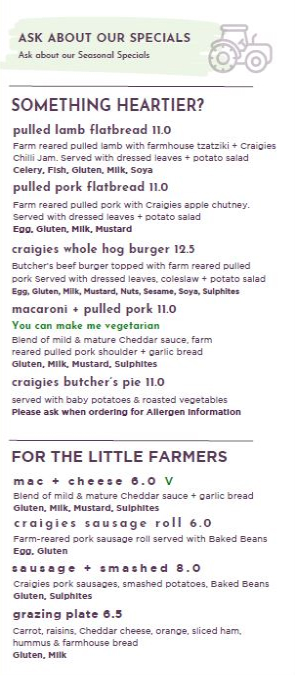 ASK ABOUT OUR SPECIALS
Ask about our Seasonal Specials
SOMETHING HEARTIER?
pulled lamb flatbread 11.0
Farm reared pulled lamb with farmhouse tzatziki + Craigies
Chilli Jam. Served with dressed leaves + potato salad
Celery, Fish, Gluten, Milk, Soya
pulled pork flatbread 11.0
Farm reared pulled pork with Craigies apple chutney.
Served with dressed leaves + potato salad
Egg, Gluten, Milk, Mustard
craigies whole hog burger 12.5
Butcher's beef burger topped with farm reared pulled
pork Served with dressed leaves, coleslaw + potato salad
Egg, Gluten, Milk, Mustard, Nuts, Sesame, Soya, Sulphites
macaroni + pulled pork 11.0
You can make me vegetarian
Blend of mild & mature Cheddar sauce, farm
reared pulled pork shoulder + garlic bread
Gluten, Milk, Mustard, Sulphites
craigies butcher's pie 11.0
served with baby potatoes & roasted vegetables
Please ask when ordering for Allergen Information
FOR THE LITTLE FARMERS
mac + cheese 6.0 V
Blend of mild & mature Cheddar sauce + garlic bread
Gluten, Milk, Mustard, Sulphites
craigies sausage roll 6.0
Farm-reared pork sausage roll served with Baked Beans
Egg, Gluten
sausage + smashed 8.0
Craigies pork sausages, smashed potatoes, Baked Beans
Gluten, Sulphites
grazing plate 6.5
Carrot, raisins, Cheddar cheese, orange, sliced ham,
hummus & farmhouse bread
Gluten, Milk